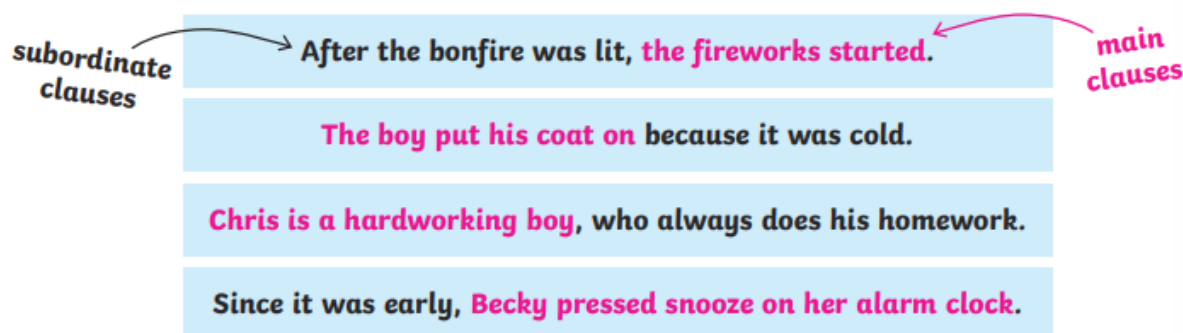 subordinate
clauses
After the bonfire was lit, the fireworks started.
main
clauses
The boy put his coat on because it was cold.
Chris is a hardworking boy, who always does his homework.
Since it was early, Becky pressed snooze on her alarm clock.